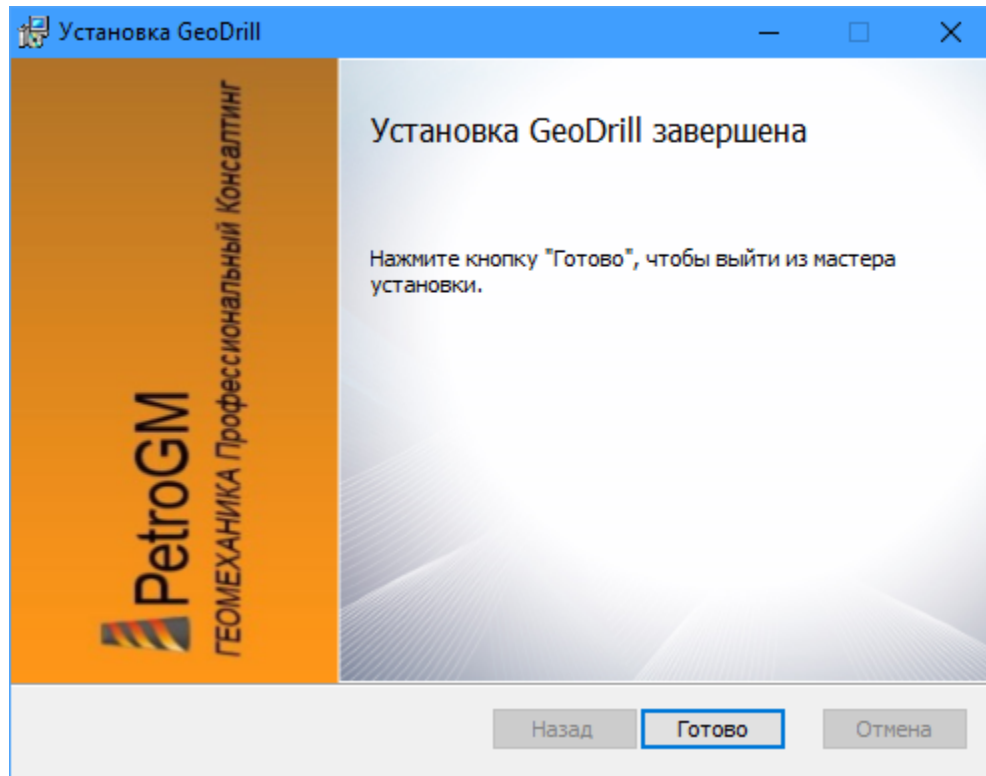 Установка GeoDrill
PetroGM
ГЕОМЕХАНИКА Профессиональный Консалтинг
Установка GeoDrill завершена
Нажмите кнопку "Готово", чтобы выйти из мастера
установки.
Назад
Готово
Отмена